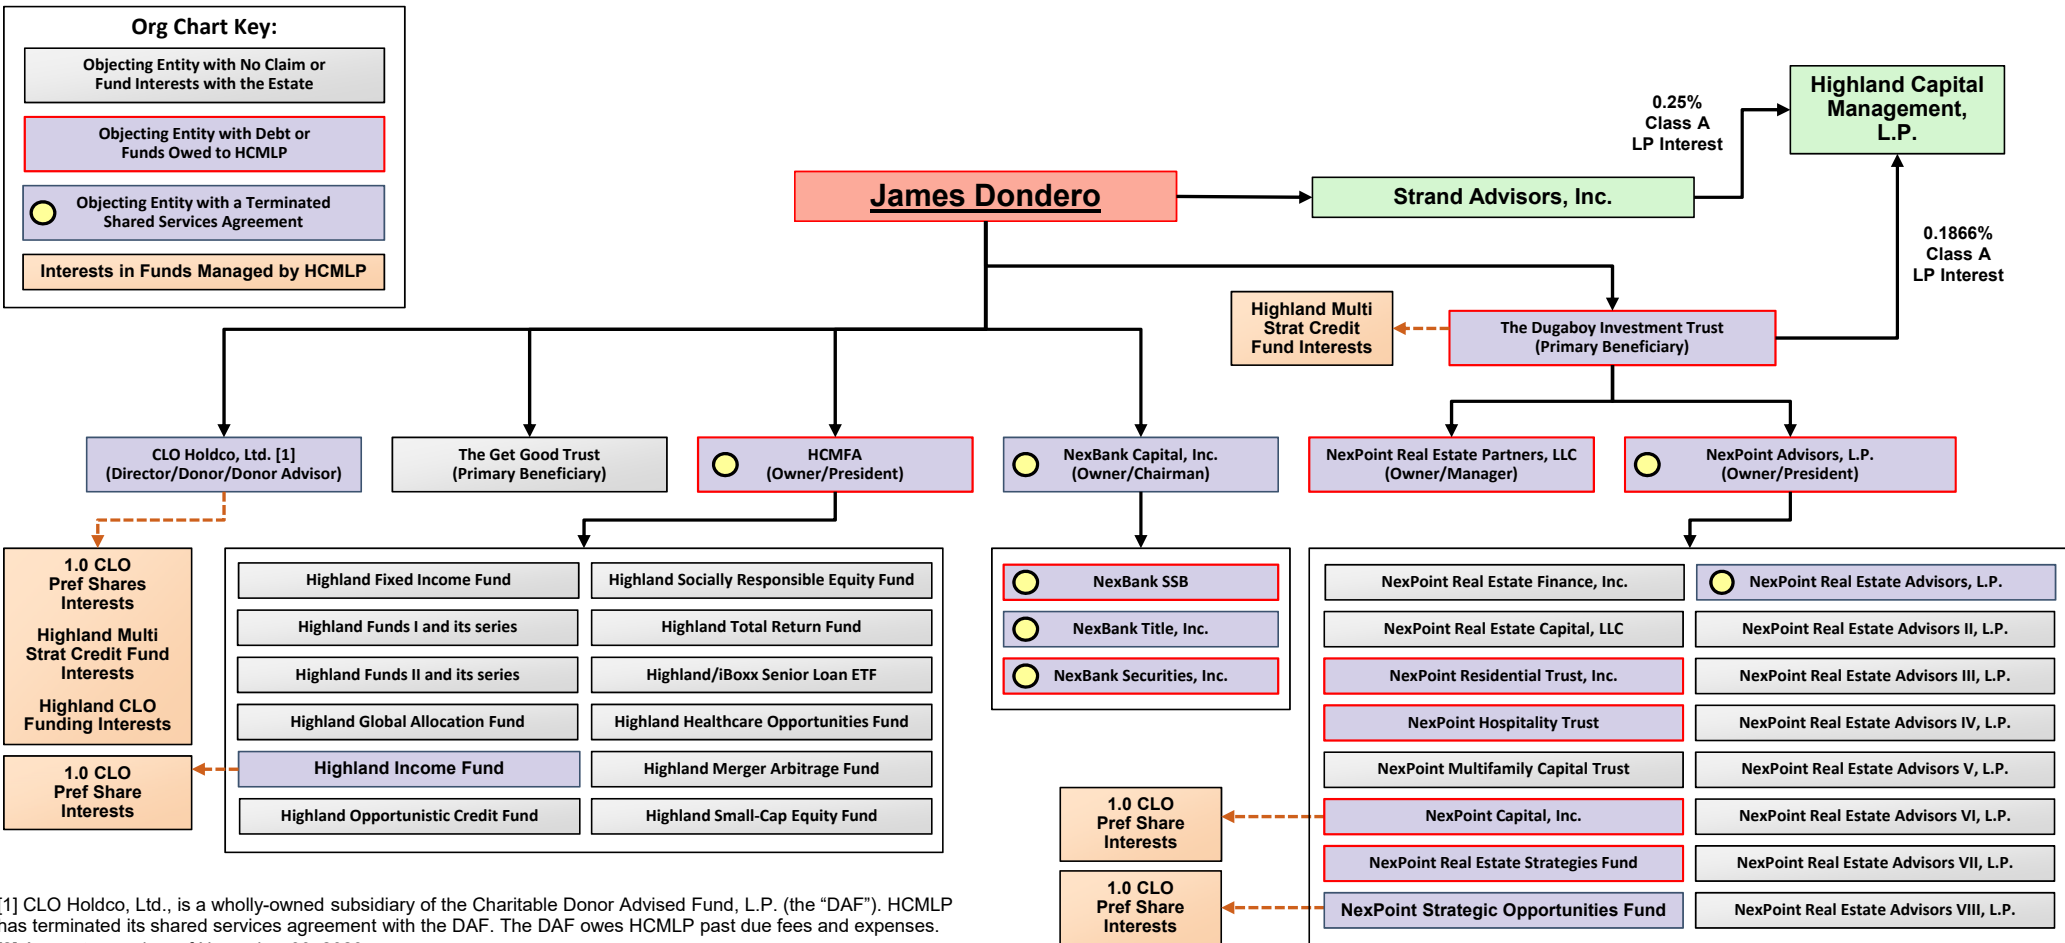 Org Chart Key:
Objecting Entity with No Claim or
Fund Interests with the Estate
Objecting Entity with Debt or
Funds Owed to HCMLP
Objecting Entity with a Terminated
Shared Services Agreement
Interests in Funds Managed by HCMLP
Highland Capital
Management,
L.P.
0.25%
Class A
LP Interest
James Dondero
Strand Advisors, Inc.
0.1866%
Class A
LP Interest
Highland Multi
Strat Credit
Fund Interests
The Dugaboy Investment Trust
(Primary Beneficiary)
CLO Holdco, Ltd. [1]
(Director/Donor/Donor Advisor)
The Get Good Trust
(Primary Beneficiary)
HCMFA
(Owner/President)
NexBank Capital, Inc.
(Owner/Chairman)
NexPoint Real Estate Partners, LLC
(Owner/Manager)
NexPoint Advisors, L.P.
(Owner/President)
1.0 CLO
Pref Shares
Interests
Highland Multi
Strat Credit Fund
Interests
Highland CLO
Funding Interests
1.0 CLO
Pref Share
Interests
Highland Fixed Income Fund
Highland Funds I and its series
Highland Funds II and its series
Highland Global Allocation Fund
Highland Income Fund
Highland Opportunistic Credit Fund
Highland Socially Responsible Equity Fund
Highland Total Return Fund
Highland/iBoxx Senior Loan ETF
Highland Healthcare Opportunities Fund
Highland Merger Arbitrage Fund
Highland Small-Cap Equity Fund
NexBank SSB
NexBank Title, Inc.
NexBank Securities, Inc.
1.0 CLO
Pref Share
Interests
1.0 CLO
Pref Share
Interests
NexPoint Real Estate Finance, Inc.
NexPoint Real Estate Capital, LLC
NexPoint Residential Trust, Inc.
NexPoint Hospitality Trust
NexPoint Multifamily Capital Trust
NexPoint Capital, Inc.
NexPoint Real Estate Strategies Fund
NexPoint Strategic Opportunities Fund
NexPoint Real Estate Advisors, L.P.
NexPoint Real Estate Advisors II, L.P.
NexPoint Real Estate Advisors III, L.P.
NexPoint Real Estate Advisors IV, L.P.
NexPoint Real Estate Advisors V, L.P.
NexPoint Real Estate Advisors VI, L.P.
NexPoint Real Estate Advisors VII, L.P.
NexPoint Real Estate Advisors VIII, L.P.
[1] CLO Holdco, Ltd., is a wholly-owned subsidiary of the Charitable Donor Advised Fund, L.P. (the “DAF”). HCMLP
has terminated its shared services agreement with the DAF. The DAF owes HCMLP past due fees and expenses.